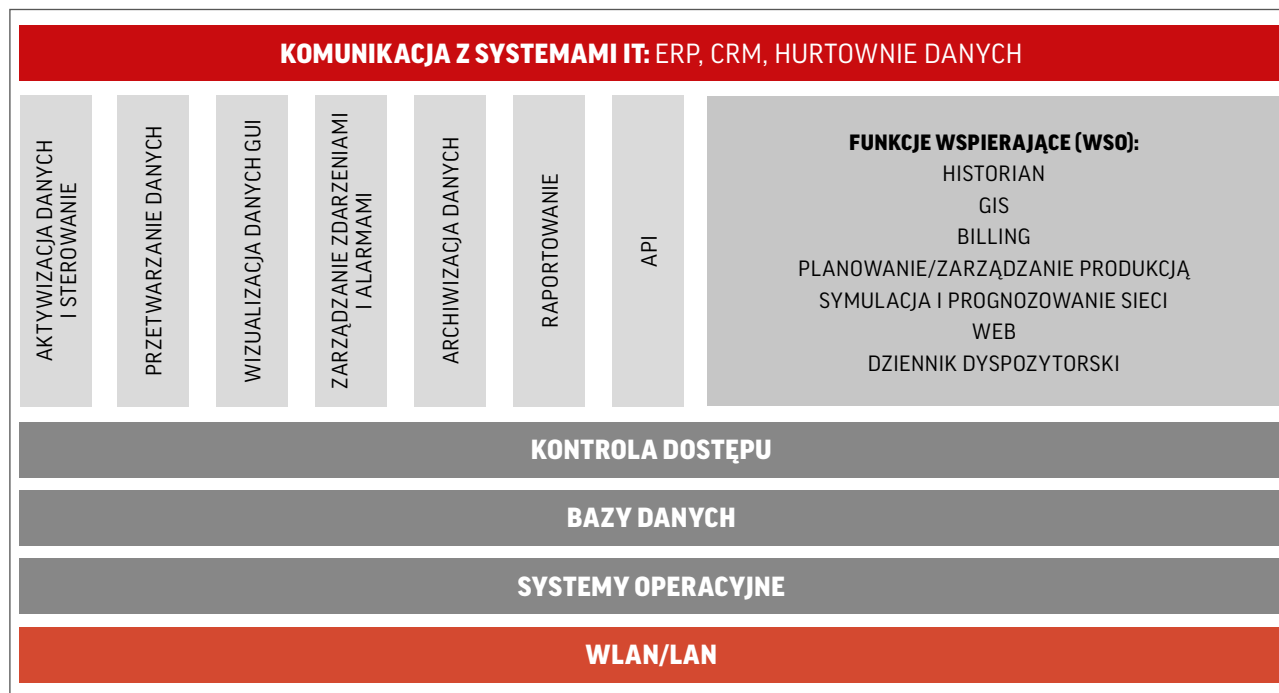 KOMUNIKACJA Z SYSTEMAMI IT: ERP, CRM, HURTOWNIE DANYCH
AKTYWIZACJA DANYCH
I STEROWANIE
PRZETWARZANIE DANYCH
WIZUALIZACJA DANYCH GUI
ZARZĄDZANIE ZDARZENIAMI
I ALARMAMI
ARCHIWIZACJA DANYCH
RAPORTOWANIE
API
FUNKCJE WSPIERAJĄCE (WSO):
HISTORIAN
GIS
BILLING
PLANOWANIE/ZARZĄDZANIE PRODUKCJĄ
SYMULACJA I PROGNOZOWANIE SIECI
WEB
DZIENNIK DYSPOZYTORSKI
KONTROLA DOSTĘPU
BAZY DANYCH
SYSTEMY OPERACYJNE
WLAN/LAN